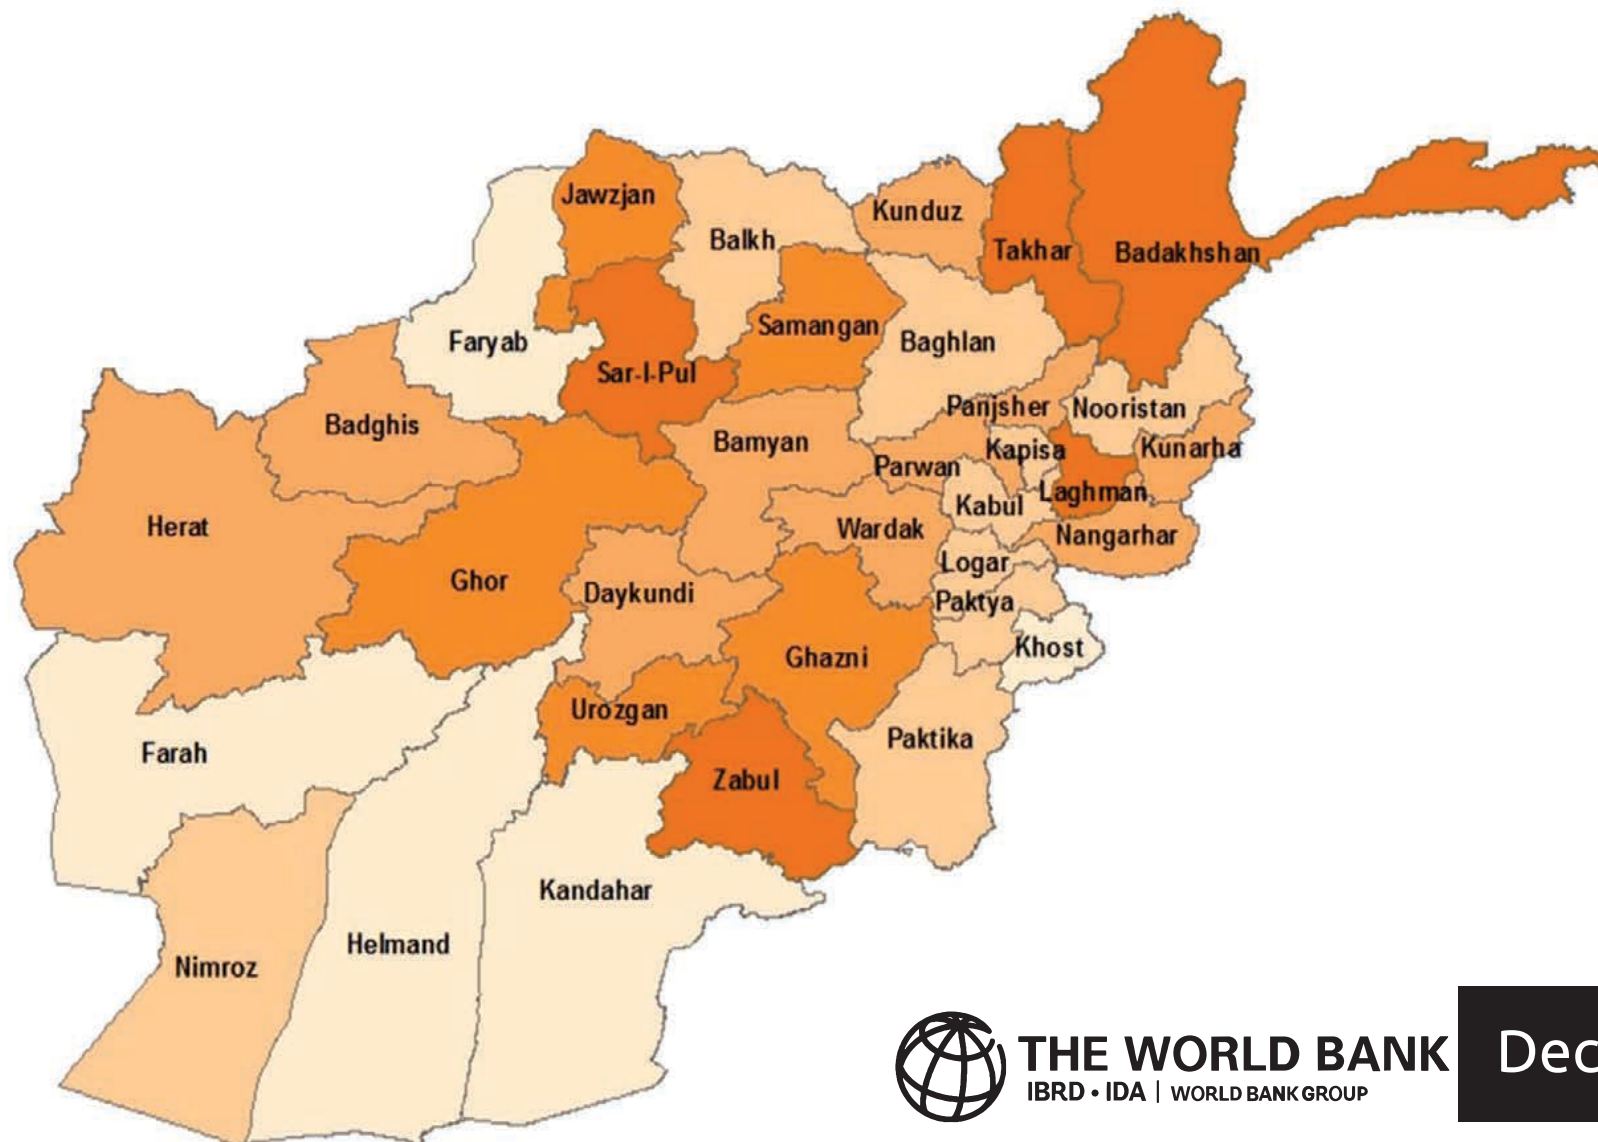 Jawzjan
Kunduz
Balkh
Takhar
Badakhshan
Samangan
Faryab
Baghlan
Sar-I-Pul
Panjsher
Nooristan
Badghis
Bamyan
Kapisa
Kunarha
Parwan
Laghman
Kabul
Herat
Wardak
Nangarhar
Logar
Ghor
Daykundi
Paktya
Khost
Ghazni
Urozgan
Paktika
Farah
Zabul
Kandahar
Helmand
Nimroz
THE WORLD BANK
IBRD • IDA | WORLD BANK GROUP
Dec